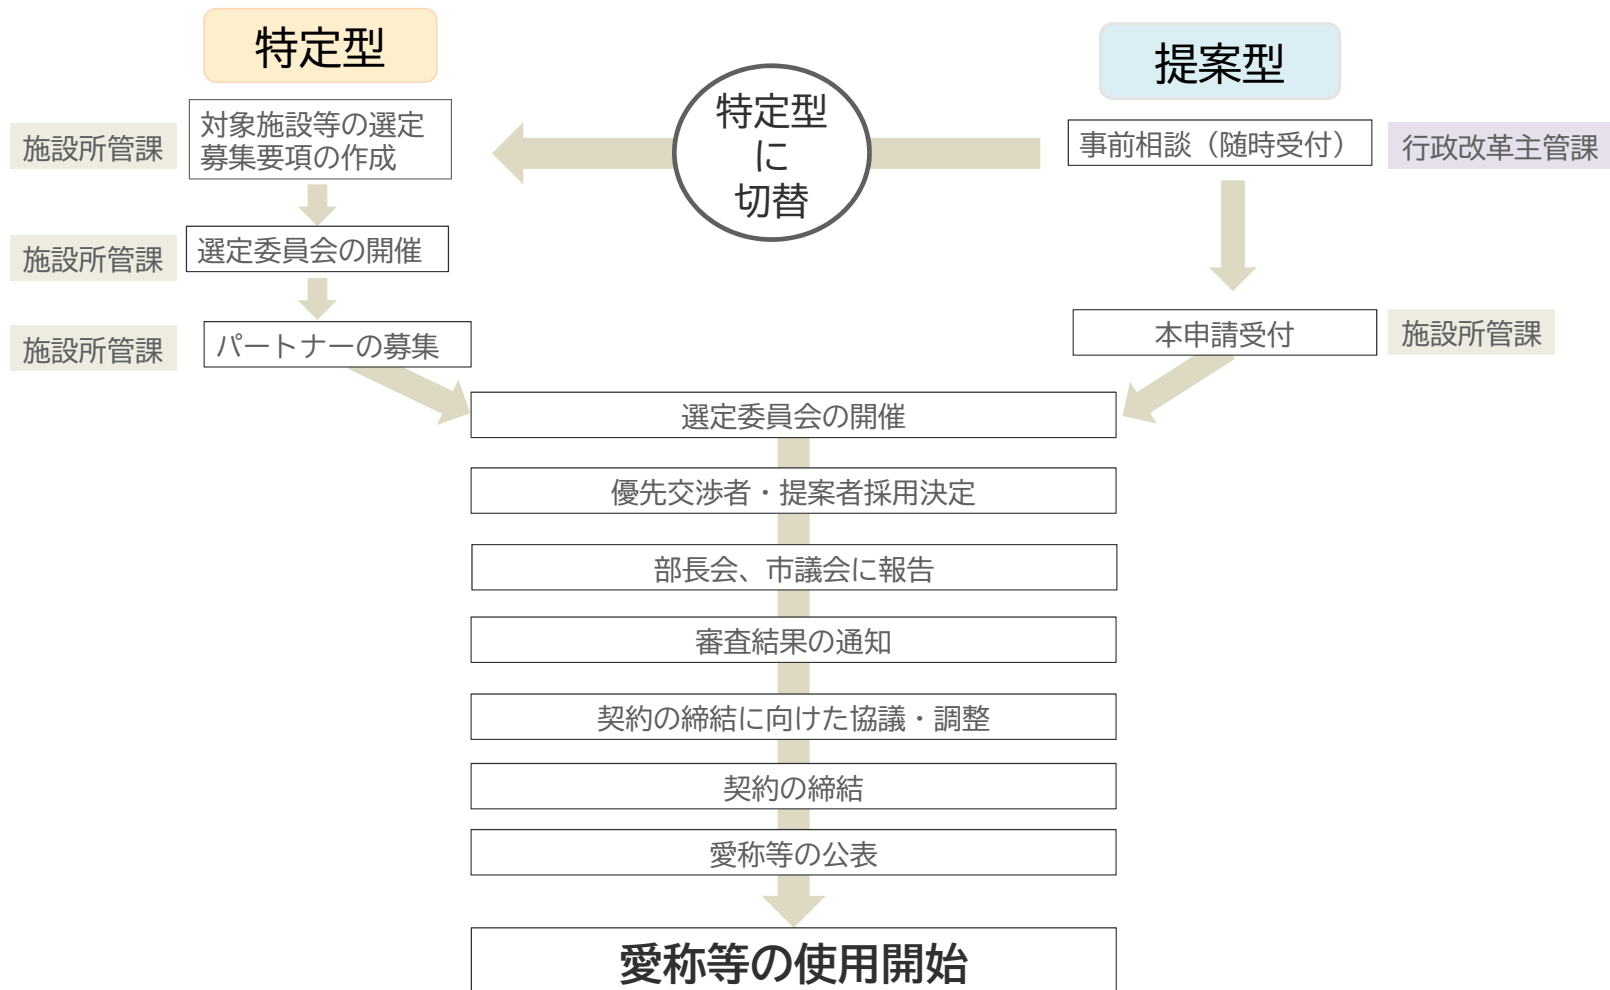 特定型
提案型
施設所管課
対象施設等の選定
募集要項の作成
特定型
に
切替
事前相談（随時受付）
行政改革主管課
施設所管課
選定委員会の開催
施設所管課
パートナーの募集
本申請受付
施設所管課
選定委員会の開催
優先交渉者・提案者採用決定
部長会、市議会に報告
審査結果の通知
契約の締結に向けた協議・調整
契約の締結
愛称等の公表
愛称等の使用開始